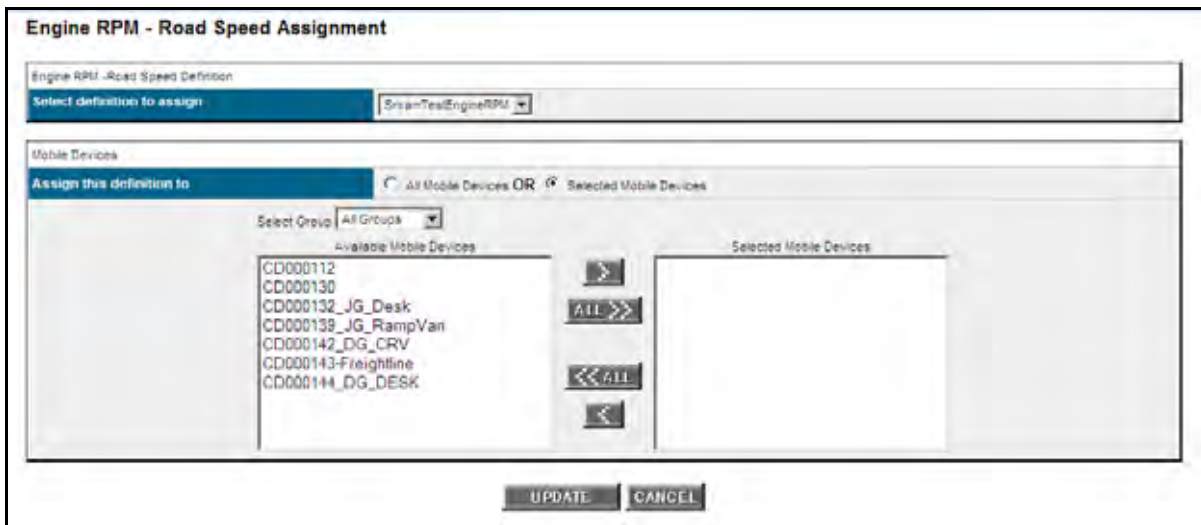 Engine RPM - Road Speed Assignment
Engine RPM -Road Speed Definition
Select definition to assign
Mobile Devices
Assign this definition to All Mobile Devices OR Selected Mobile Devices
Select Group All Groups
Available Mobile Devices Selected Mobile Devices
CD000112
CD000130
CD000132_JG_Desk
CD000139_JG_RampVan
CD000142_DG_CRV
CD000143-Freightline
CD000144_DG_DESK
>
ALL >>
<< ALL
<
UPDATE CANCEL